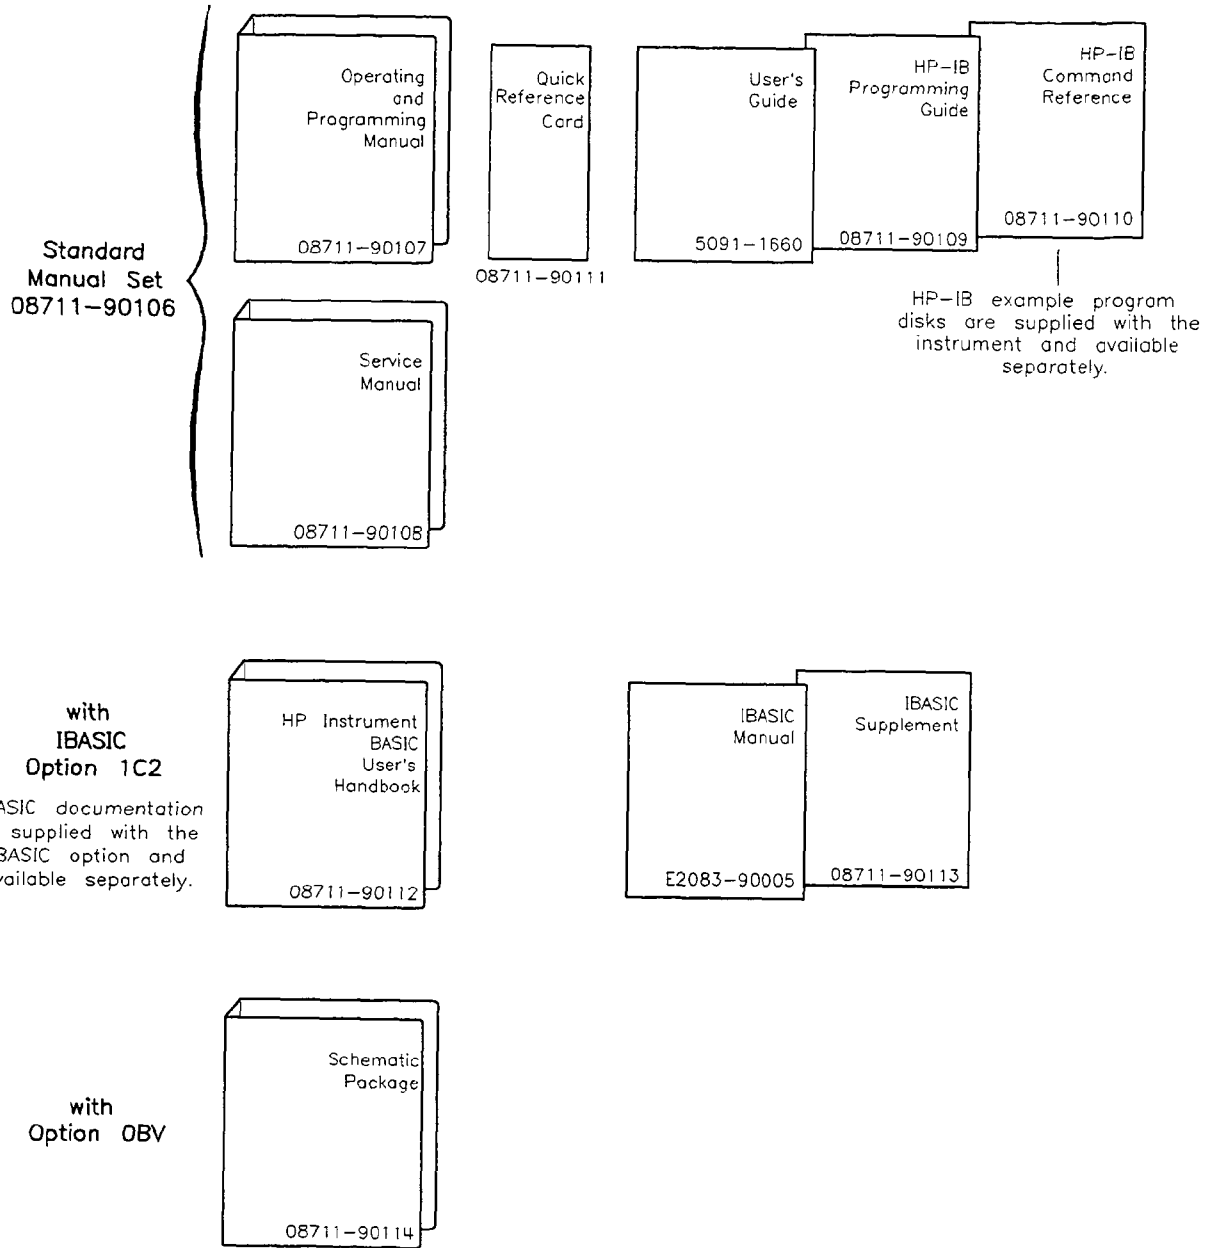 Standard
Manual Set
08711-90106
Operating
and
Programming
Manual
08711-90107
Quick
Reference
Card
08711-90111
User's
Guide
5091-1660
HP-IB
Programming
Guide
08711-90109
HP-IB
Command
Reference
08711-90110
HP-IB example program
disks are supplied with the
instrument and available
separately.
Service
Manual
08711-90108
with
IBASIC
Option 1C2
ASIC documentation
supplied with the
BASIC option and
vailable separately.
HP Instrument
BASIC
User's
Handbook
08711-90112
IBASIC
Manual
E2083-90005
IBASIC
Supplement
08711-90113
with
Option 0BV
Schematic
Package
08711-90114